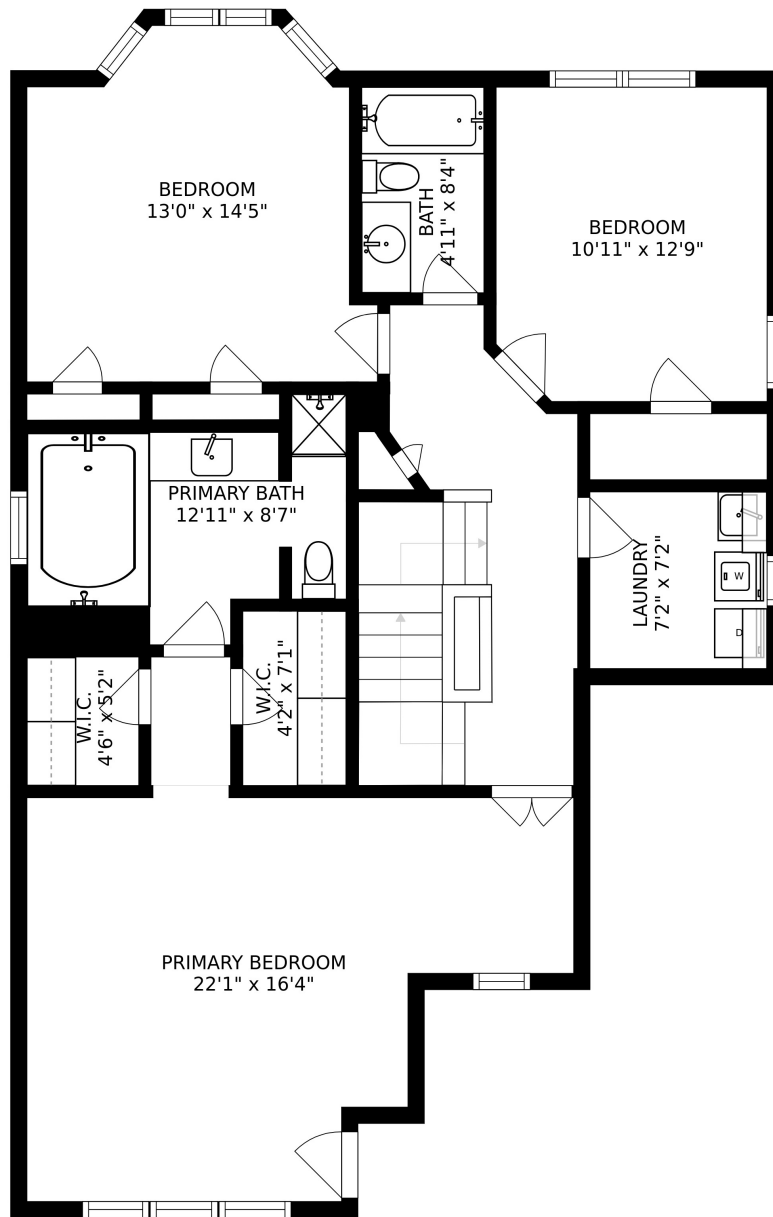 BEDROOM
13'0" x 14'5"
BATH
4'11" x 8'4"
BEDROOM
10'11" x 12'9"
PRIMARY BATH
12'11" x 8'7"
LAUNDRY
7'2" x 7'2"
W
D
W.I.C.
4'6" x 5'2"
W.I.C.
4'2" x 7'1"
PRIMARY BEDROOM
22'1" x 16'4"